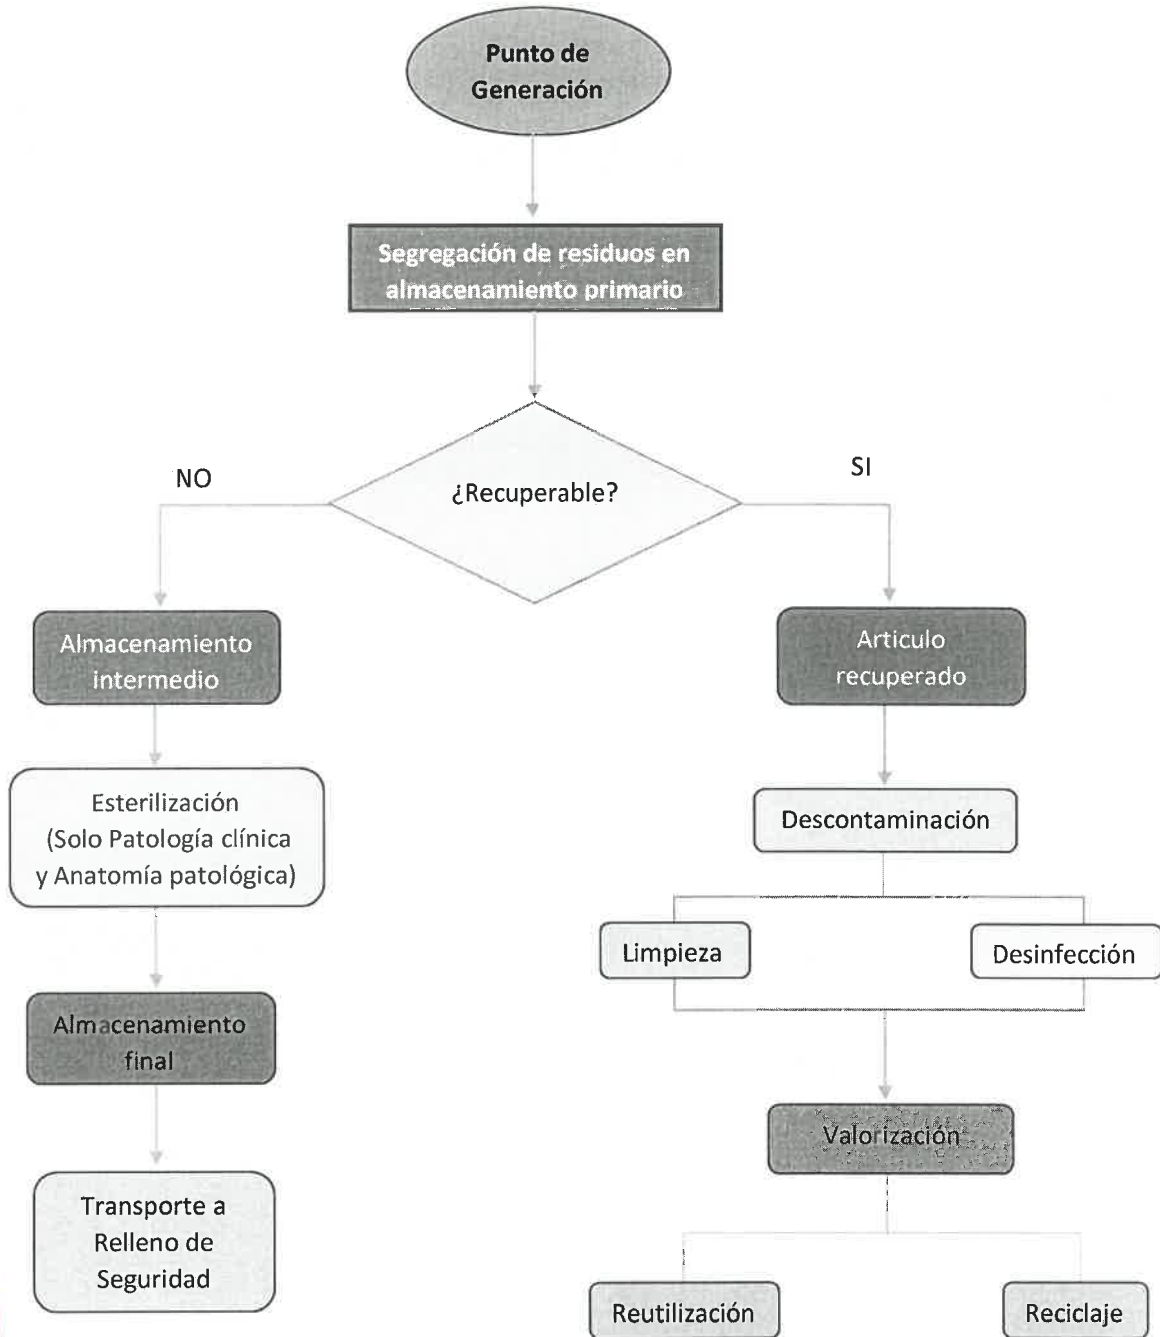 Punto de
Generación
Segregación de residuos en
almacenamiento primario
NO
¿Recuperable?
SI
Almacenamiento
intermedio
Articulo
recuperado
Esterilización
(Solo Patología clínica
y Anatomía patológica)
Descontaminación
Limpieza
Desinfección
Almacenamiento
final
Valorización
Transporte a
Relleno de
Seguridad
Reutilización
Reciclaje